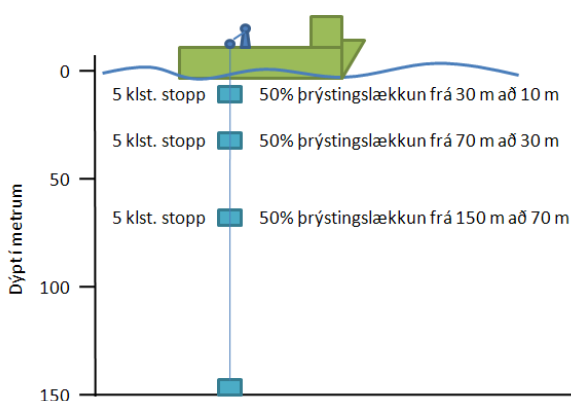 0
5 klst. stopp 50% þrýstingslækkun frá 30 m að 10 m
5 klst. stopp 50% þrýstingslækkun frá 70 m að 30 m
50
5 klst. stopp 50% þrýstingslækkun frá 150 m að 70 m
Dýpt í metrum
100
150